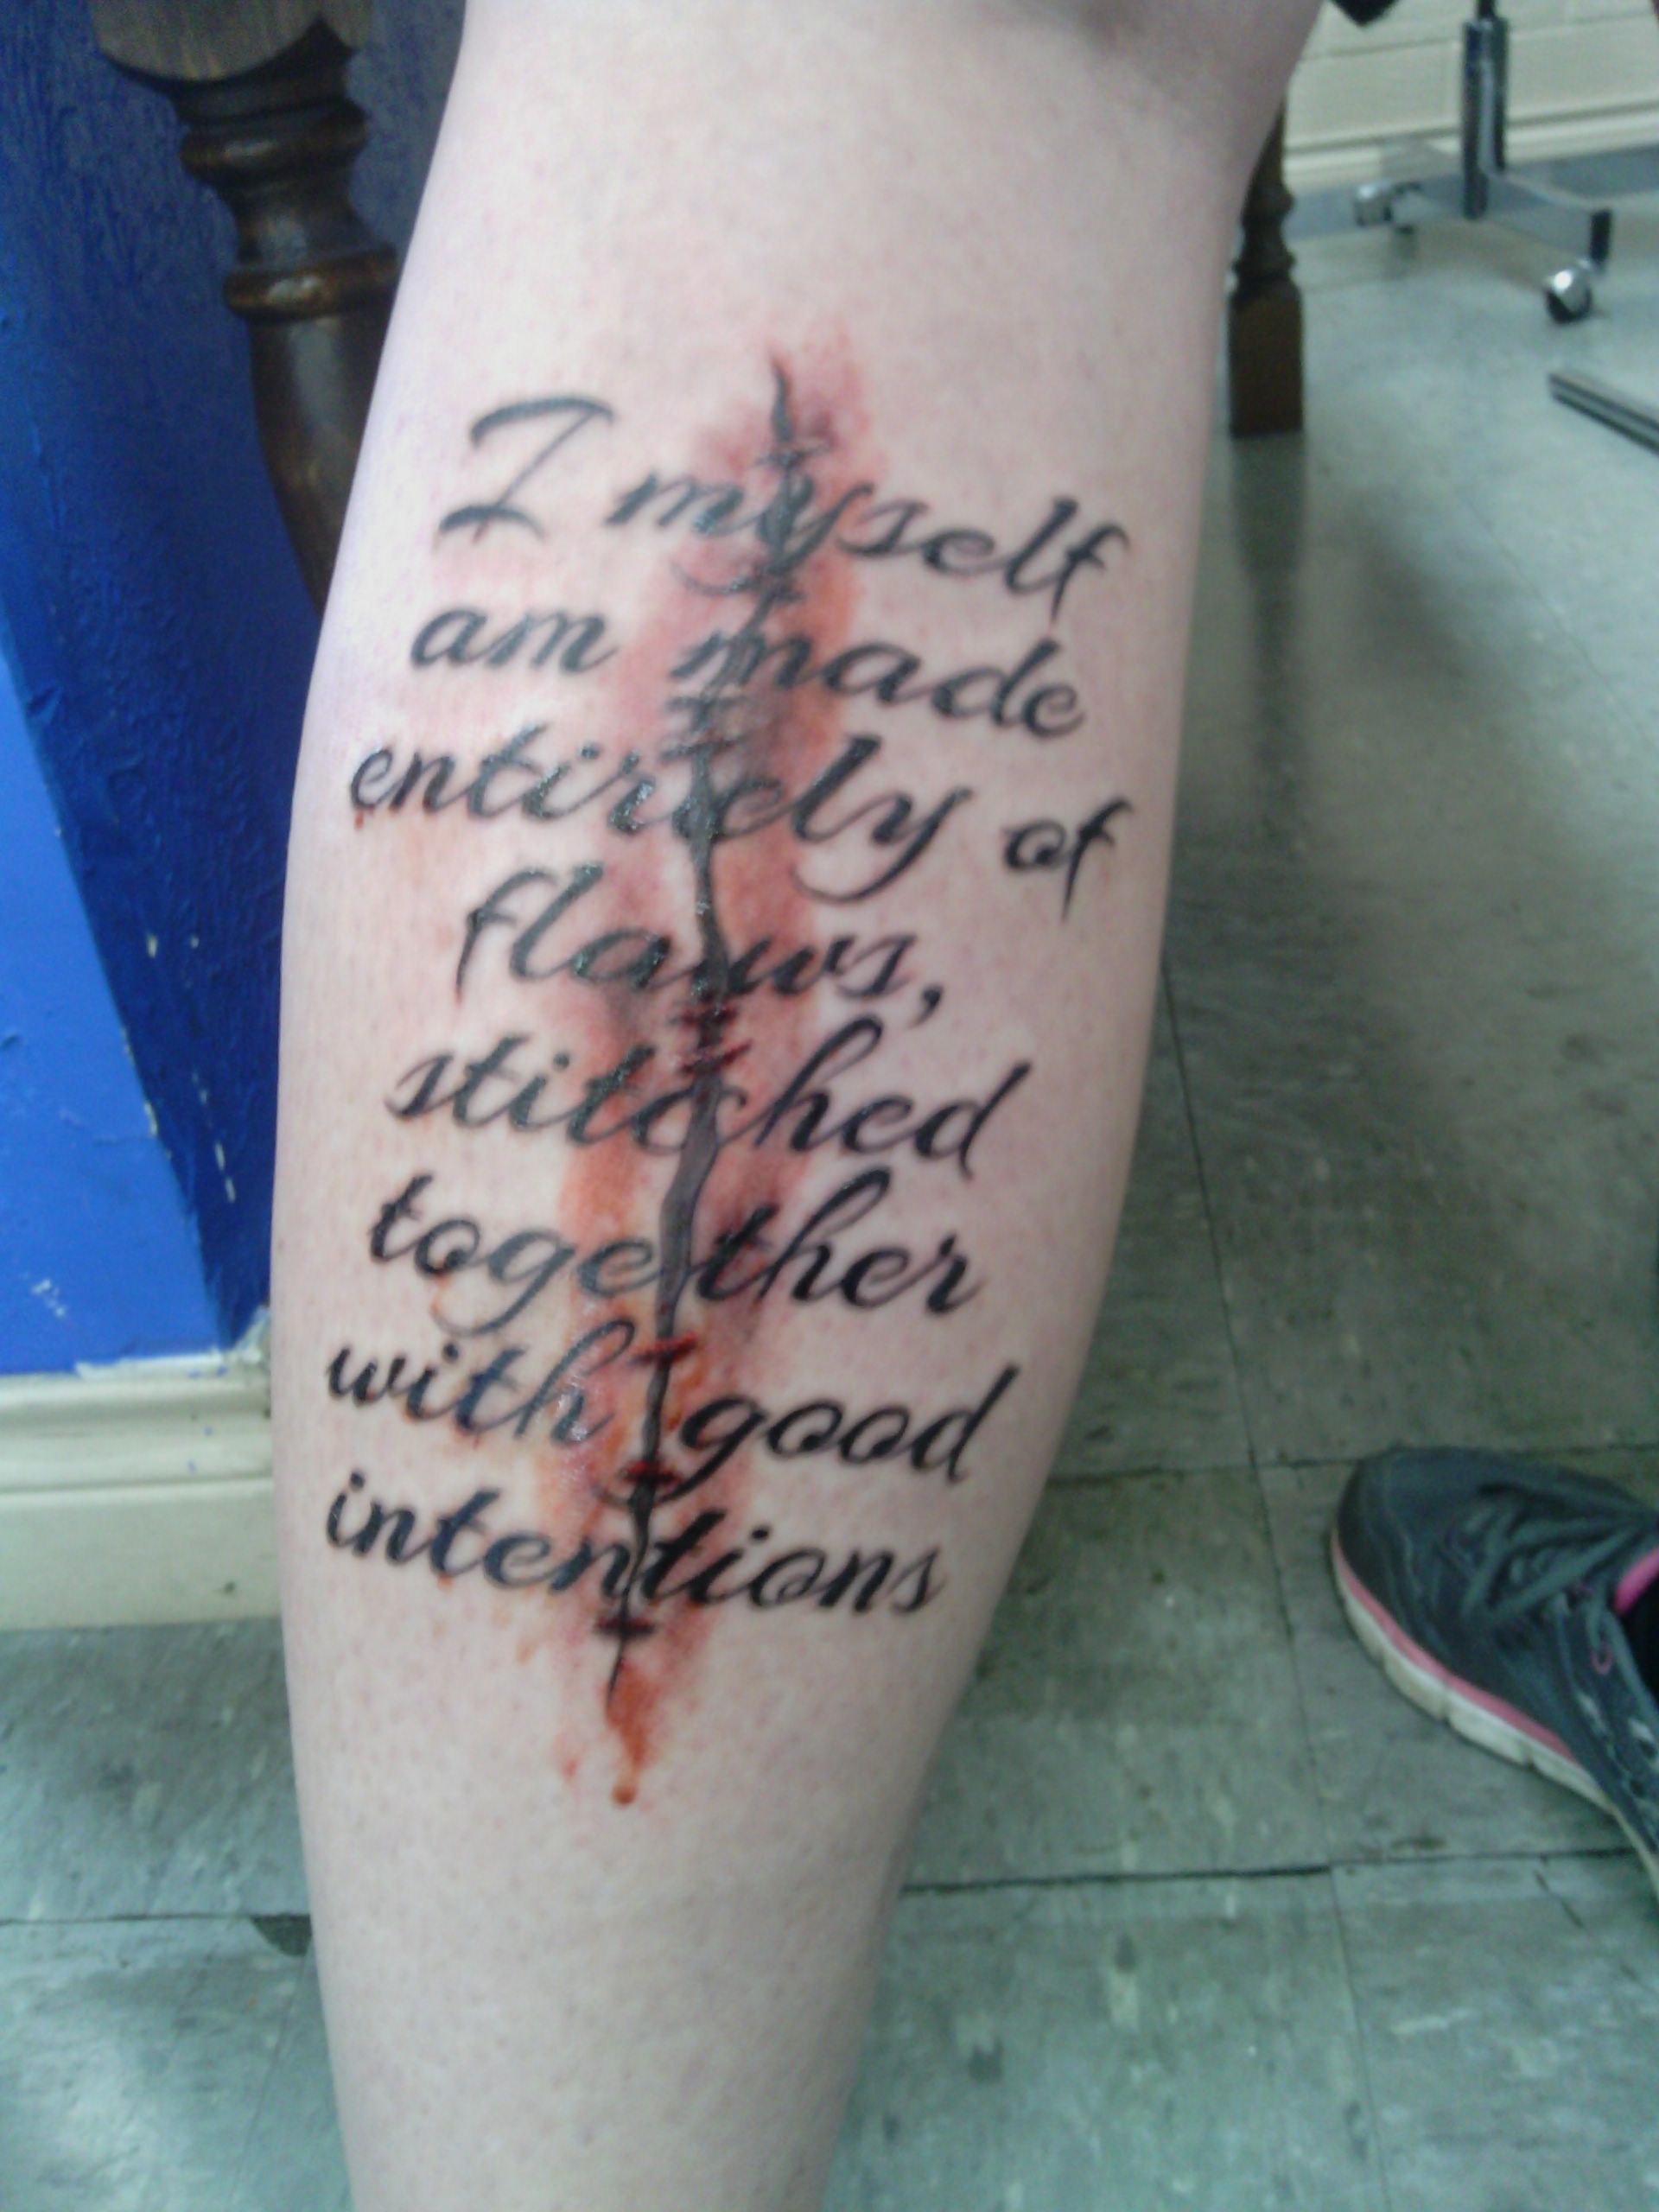 I myself
am made
entirely of
flaws,
stitched
together
with good
intentions